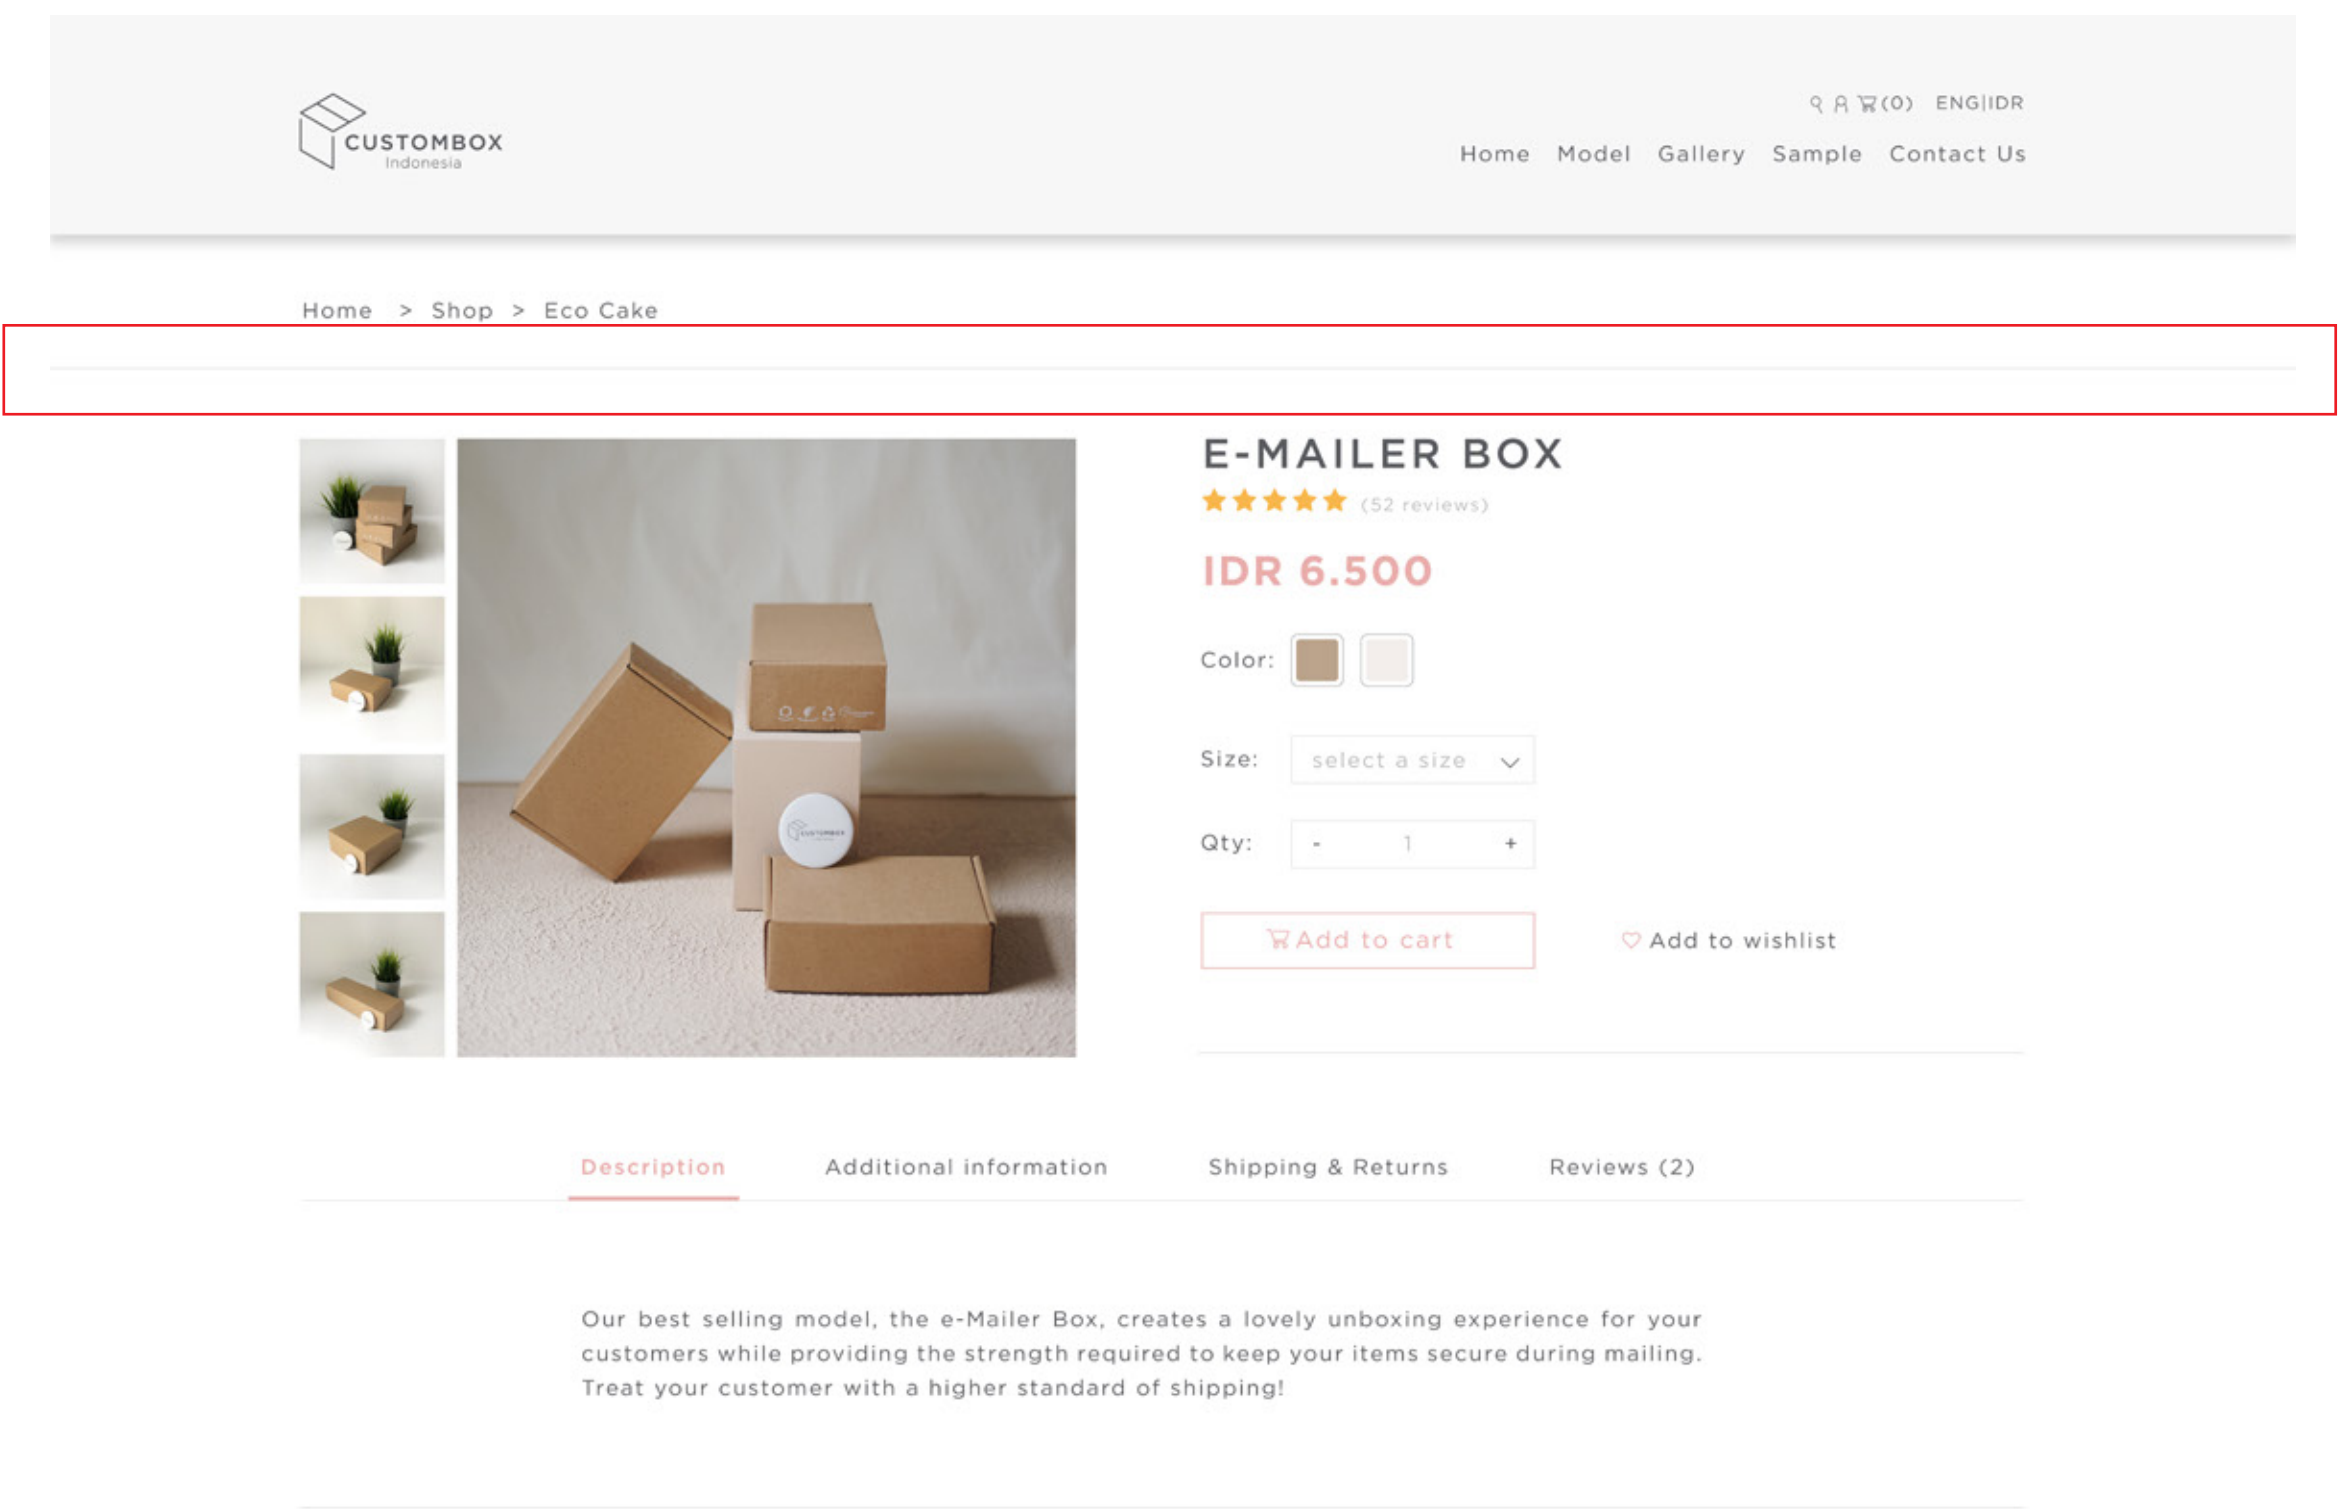 CUSTOMBOX
Indonesia
(0) ENG|IDR
Home Model Gallery Sample Contact Us
Home > Shop > Eco Cake
E-MAILER BOX
(52 reviews)
IDR 6.500
Color:
Size: select a size
Qty: - 1 +
CUSTOMBOX
Add to cart
Add to wishlist
Description Additional information Shipping & Returns Reviews (2)
Our best selling model, the e-Mailer Box, creates a lovely unboxing experience for your
customers while providing the strength required to keep your items secure during mailing.
Treat your customer with a higher standard of shipping!